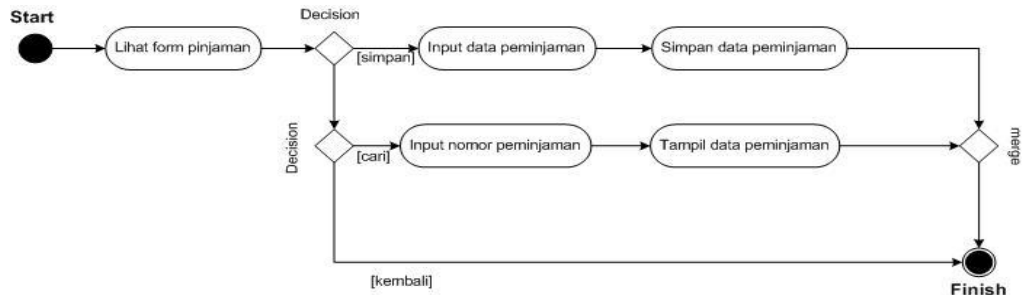 Start
Decision
Lihat form pinjaman
[simpan]
Input data peminjaman
Simpan data peminjaman
Decision
[cari]
Input nomor peminjaman
Tampil data peminjaman
merge
[kembali]
Finish